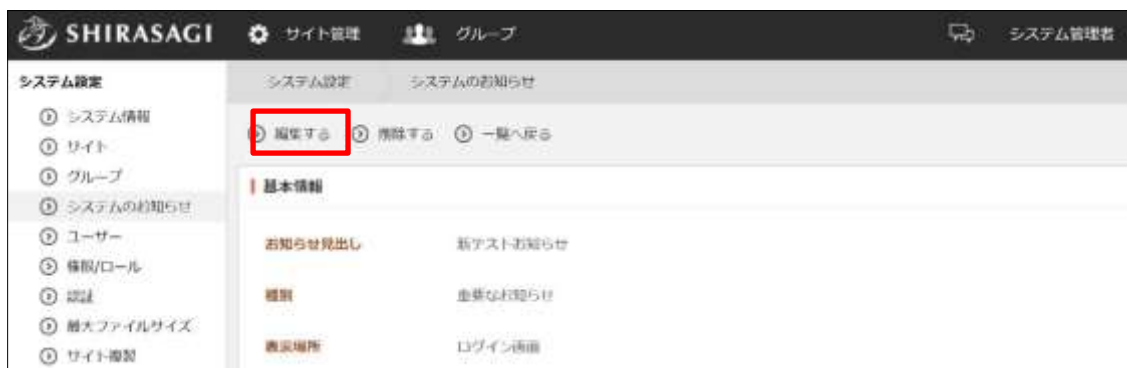 SHIRASAGI サイト管理 グループ システム管理者
システム設定 システム設定 システムのお知らせ
システム情報
編集する 削除する 一覧へ戻る
サイト
グループ
基本情報
システムのお知らせ
ユーザー
お知らせ見出し 新テストお知らせ
権限/ロール
認証
種別 重要なお知らせ
最大ファイルサイズ
サイト複製
表示場所 ログイン画面